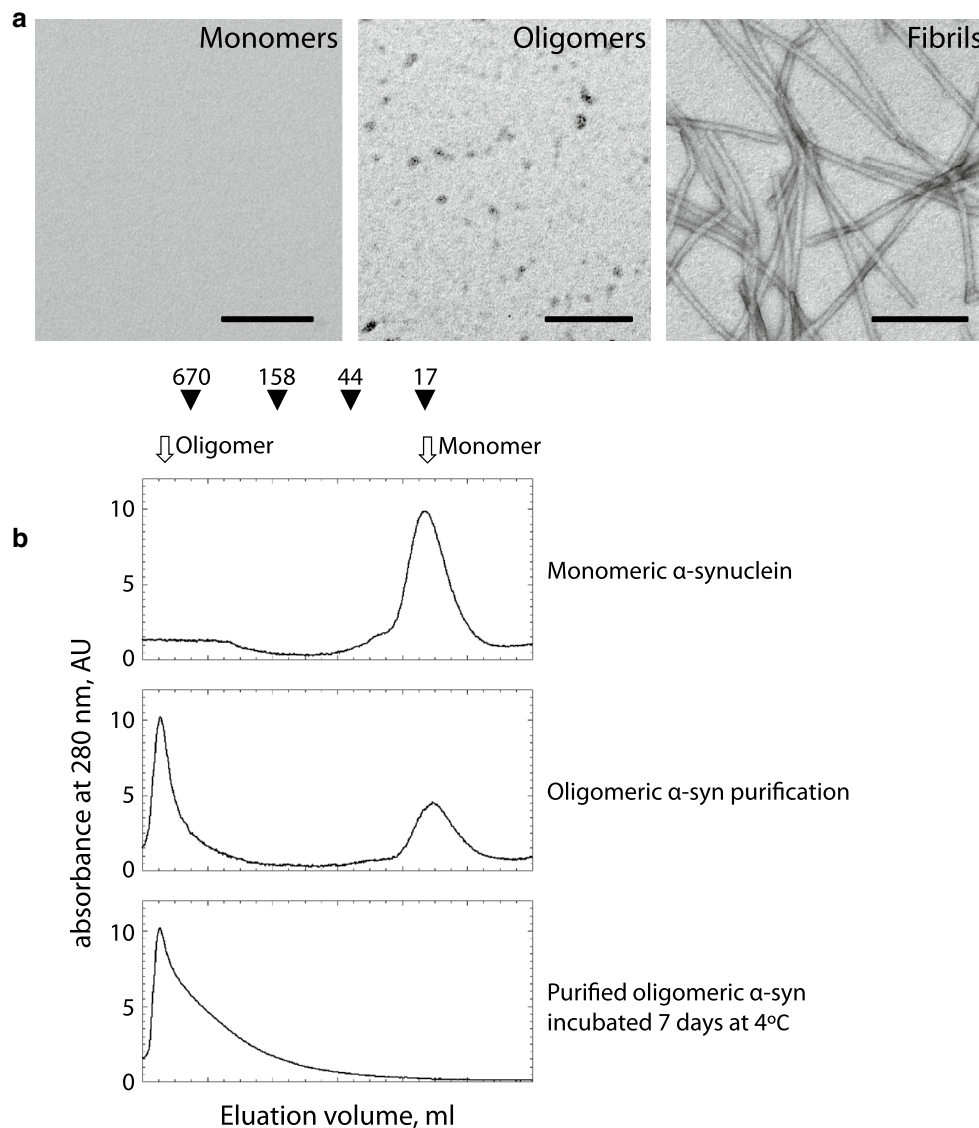 a
Monomers
Oligomers
Fibrils
670 158 44 17
Oligomer Monomer
b
absorbance at 280 nm, AU
10
5
0
Monomeric α-synuclein
10
5
0
Oligomeric α-syn purification
10
5
0
Purified oligomeric α-syn
incubated 7 days at 4ºC
Eluation volume, ml